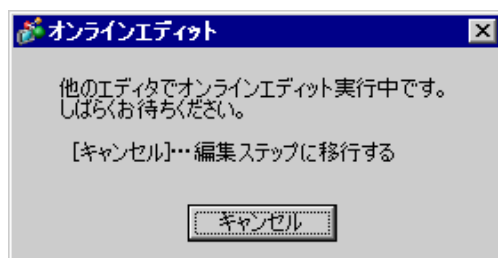 オンラインエディット
他のエディタでオンラインエディット実行中です。
しばらくお待ちください。
[キャンセル]…編集ステップに移行する
キャンセル